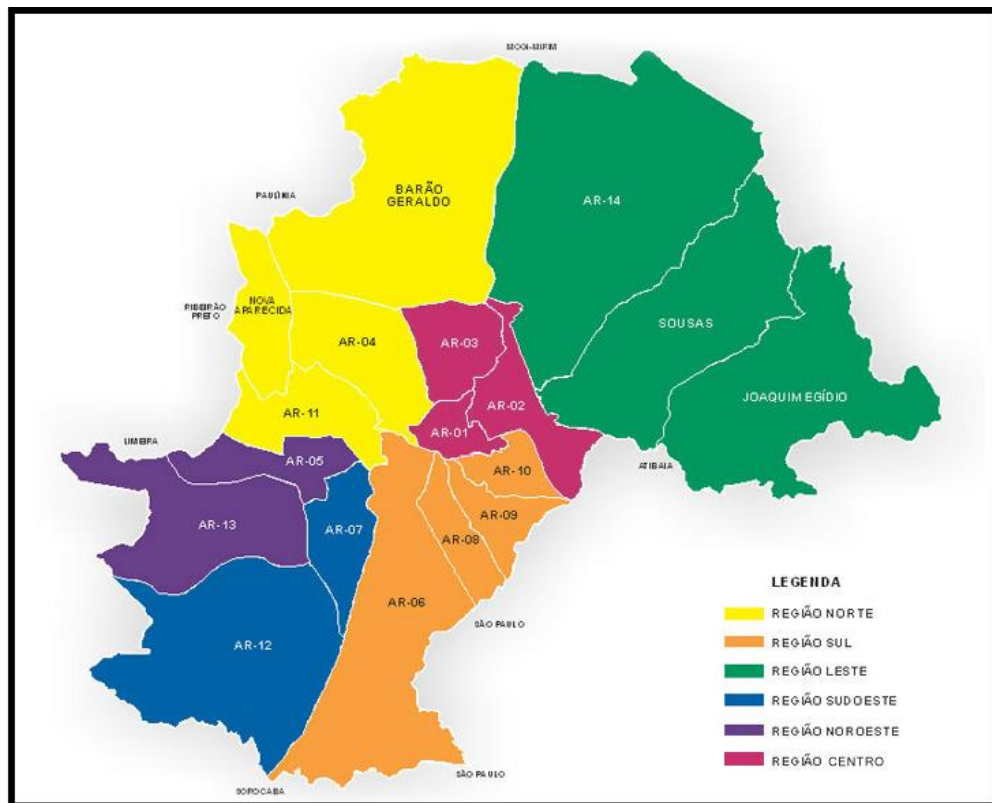 MOGI-MIRIM
BARÃO
GERALDO
PAULÍNIA
AR-14
NOVA
APARECIDA
RIBEIRÃO
PRETO
SOUSAS
AR-04
AR-03
JOAQUIM EGÍDIO
AR-02
AR-11
AR-01
LIMEIRA
AR-05
AR-10
ATIBAIA
AR-13
AR-07
AR-09
AR-08
AR-06
SÃO PAULO
AR-12
SÃO PAULO
SOROCABA
LEGENDA
REGIÃO NORTE
REGIÃO SUL
REGIÃO LESTE
REGIÃO SUDOESTE
REGIÃO NOROESTE
REGIÃO CENTRO